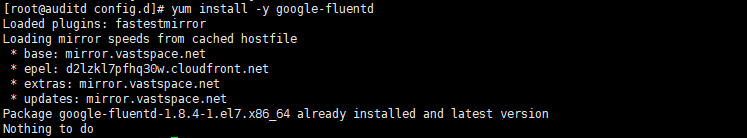 [root@auditd config.d]# yum install -y google-fluentd
Loaded plugins: fastestmirror
Loading mirror speeds from cached hostfile
 * base: mirror.vastspace.net
 * epel: d2lzkl7pfhq30w.cloudfront.net
 * extras: mirror.vastspace.net
 * updates: mirror.vastspace.net
Package google-fluentd-1.8.4-1.el7.x86_64 already installed and latest version
Nothing to do